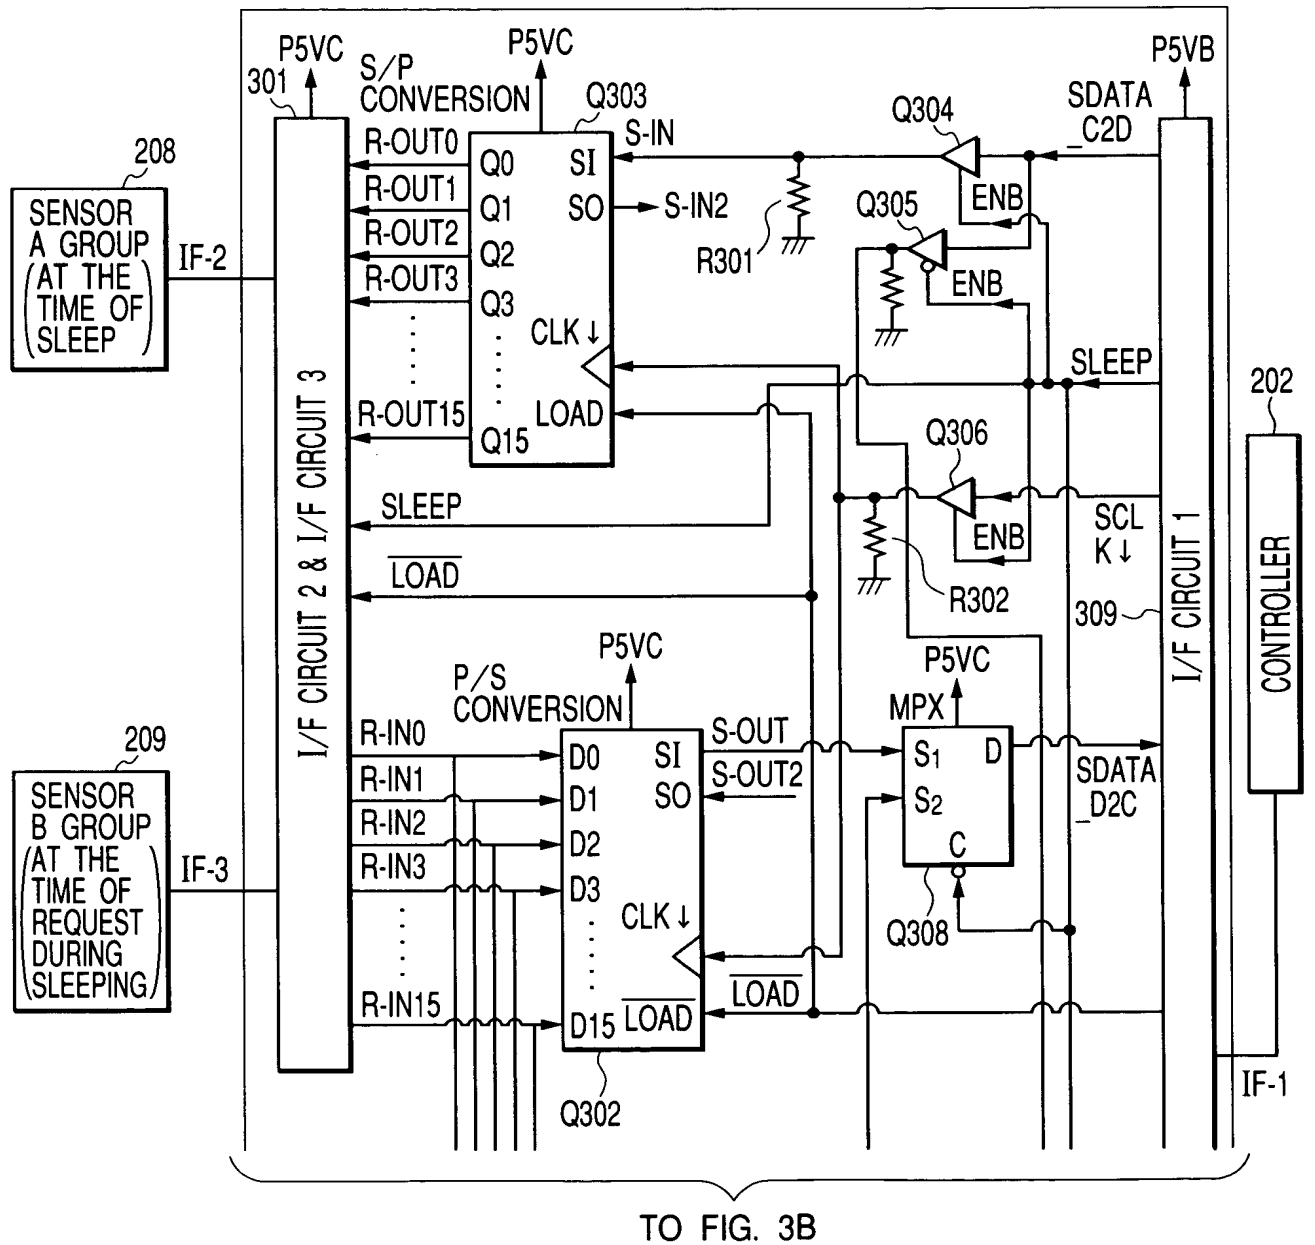 P5VC
301
S/P
CONVERSION
P5VC
Q303
P5VB
SDATA
_C2D
Q304
208
SENSOR
A GROUP
(AT THE
TIME OF
SLEEP)
IF-2
R-OUT0
R-OUT1
R-OUT2
R-OUT3
R-OUT15
Q0
Q1
Q2
Q3
Q15
SI
SO
CLK↓
LOAD
S-IN
S-IN2
R301
ENB
Q305
ENB
SLEEP
202
Q306
ENB
SCL
K↓
R302
309
SLEEP
LOAD
I/F CIRCUIT 2 & I/F CIRCUIT 3
I/F CIRCUIT 1
CONTROLLER
P/S
CONVERSION
P5VC
P5VC
MPX
209
SENSOR
B GROUP
(AT THE
TIME OF
REQUEST
DURING
SLEEPING)
IF-3
R-IN0
R-IN1
R-IN2
R-IN3
R-IN15
D0
D1
D2
D3
D15
SI
SO
CLK↓
LOAD
Q302
S-OUT
S-OUT2
LOAD
S1
S2
D
C
Q308
SDATA
_D2C
IF-1
TO FIG. 3B